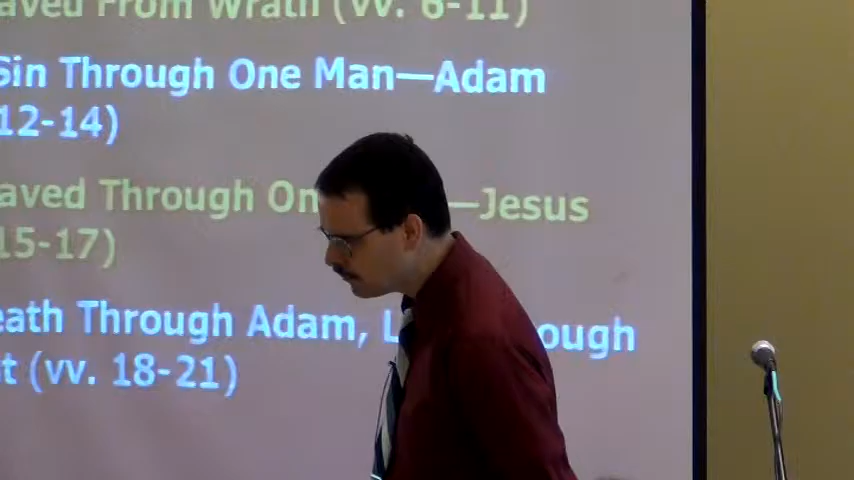 aved From Wrath (vv. 6-11)
Sin Through One Man—Adam
12-14)
aved Through On —Jesus
15-17)
eath Through Adam, L ough
t (vv. 18-21)